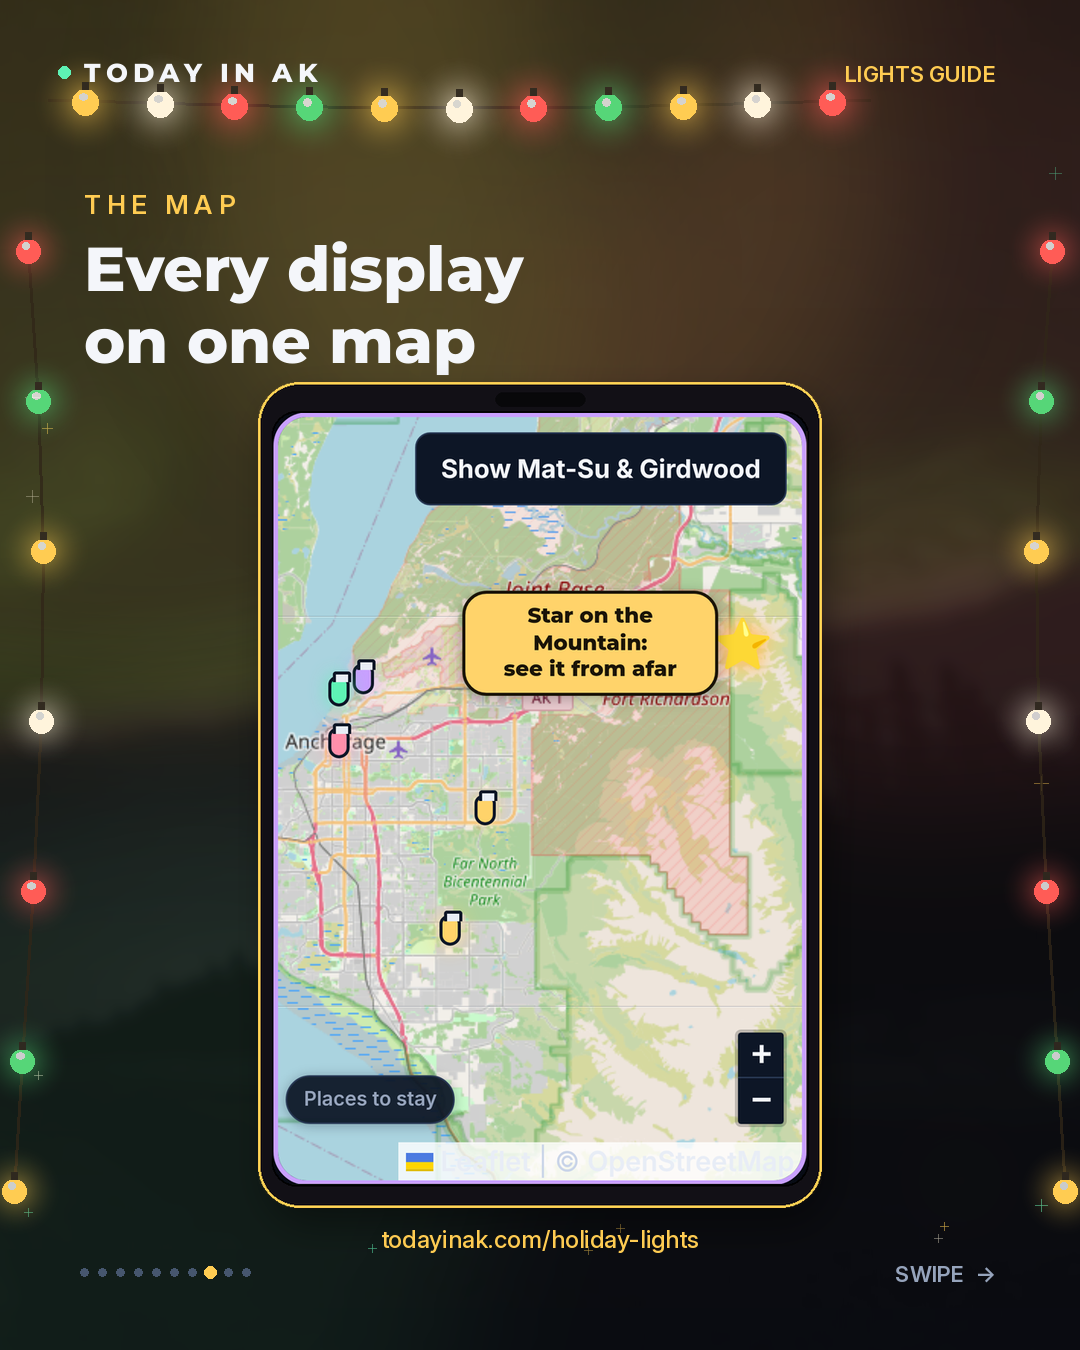 TODAY IN AK
LIGHTS GUIDE
THE MAP
Every display
on one map
Show Mat-Su & Girdwood
Joint Base
Star on the
Mountain:
see it from afar
AK 1
Fort Richardson
Far North
Bicentennial
Park
Places to stay
+
−
Leaflet | © OpenStreetMap
todayinak.com/holiday-lights
SWIPE →